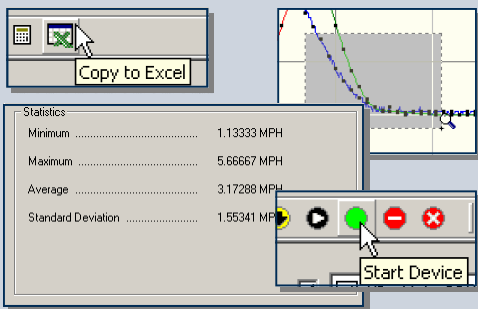 Copy to Excel
Statistics
Minimum ................................ 1.13333 MPH
Maximum ............................... 5.66667 MPH
Average ................................. 3.17288 MPH
Standard Deviation ................... 1.55341 MP
Start Device